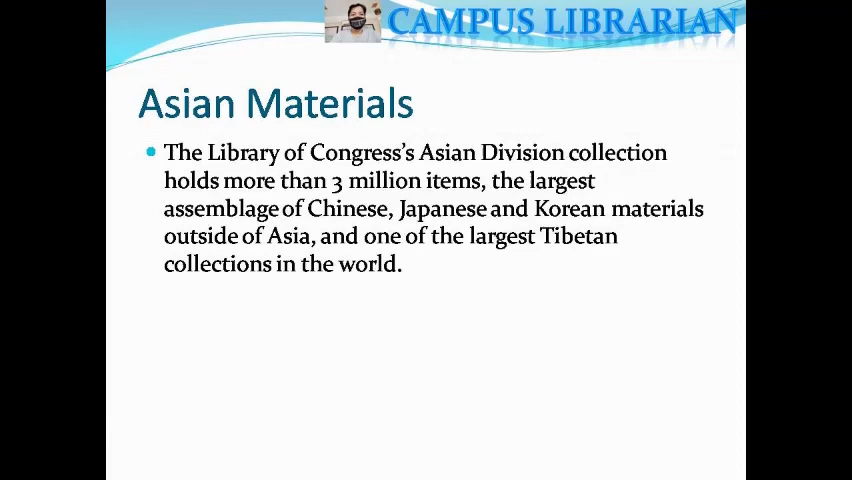 CAMPUS LIBRARIAN
Asian Materials
The Library of Congress's Asian Division collection
holds more than 3 million items, the largest
assemblage of Chinese, Japanese and Korean materials
outside of Asia, and one of the largest Tibetan
collections in the world.